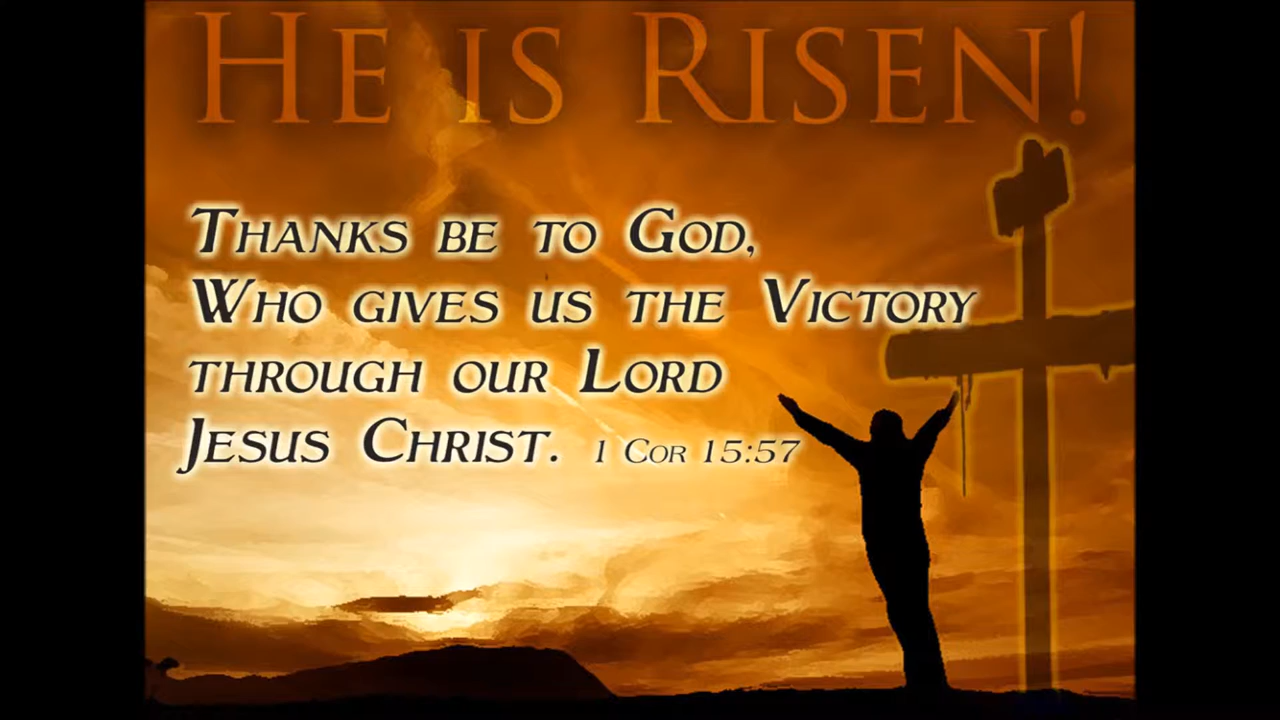 He is Risen!
Thanks be to God,
Who gives us the Victory
through our Lord
Jesus Christ. 1 Cor 15:57